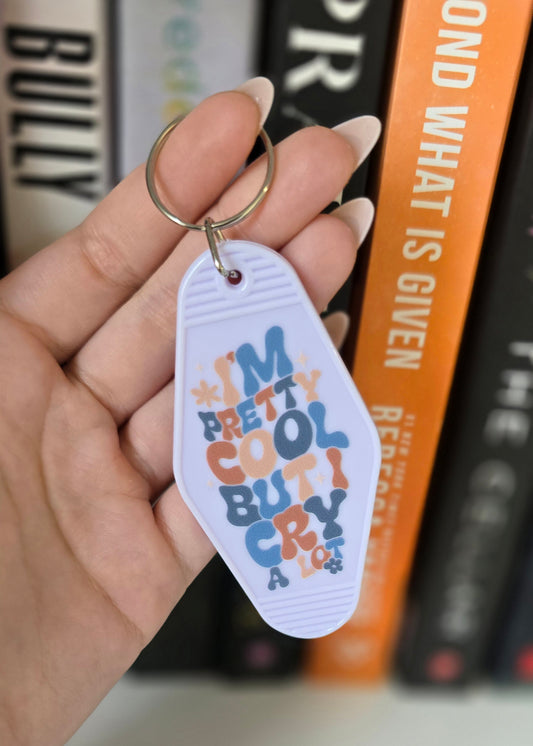 BULLY
OND WHAT IS GIVEN
I'M
PRETTY
COOL
BUT I
CRY
A LOT